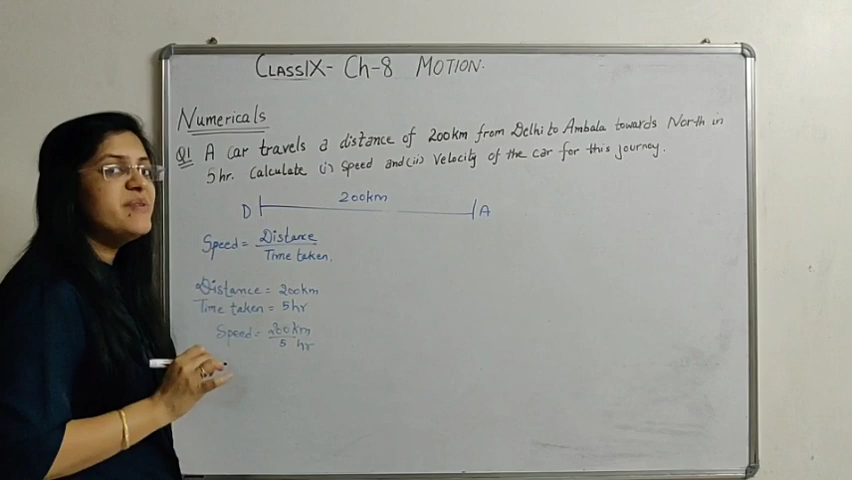 CLASSIX- Ch-8 MOTION.
Numericals
Q1 A car travels a distance of 200km from Delhi to Ambala towards North in
5hr. Calculate (i) Speed and (ii) Velocity of the car for this journey.
200km
D A
Speed = Distance
Time taken.
Distance = 200km
Time taken = 5hr
Speed = 200km
5 hr